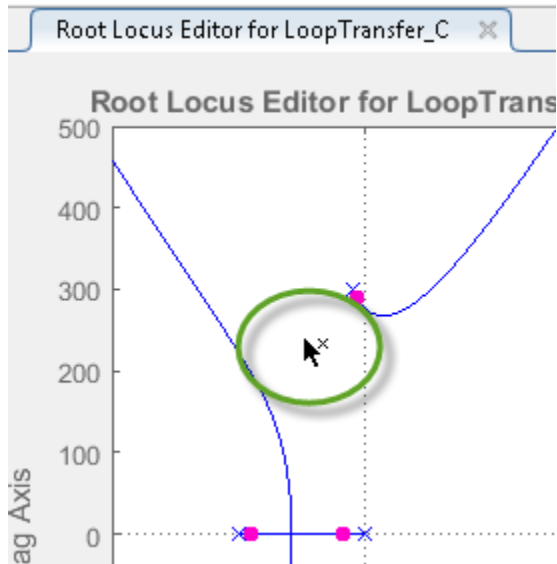 Root Locus Editor for LoopTransfer_C
Root Locus Editor for LoopTrans
500
400
300
200
100
0
ag Axis